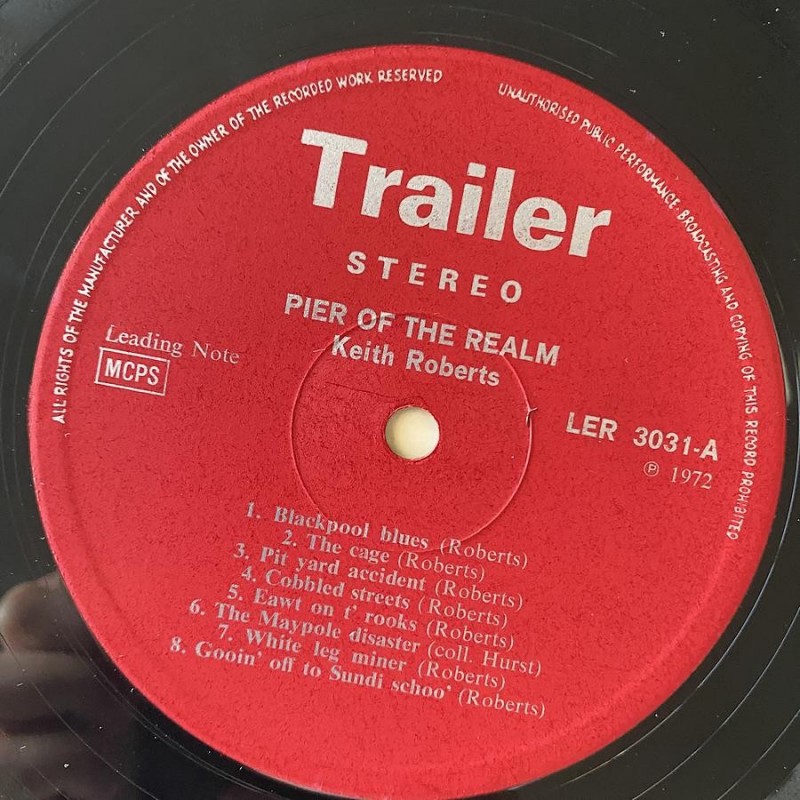 ALL RIGHTS OF THE MANUFACTURER AND OF THE OWNER OF THE RECORDED WORK RESERVED
UNAUTHORISED PUBLIC PERFORMANCE · BROADCASTING AND COPYING OF THIS RECORD PROHIBITED
Trailer
STEREO
PIER OF THE REALM
Keith Roberts
Leading Note
MCPS
LER 3031-A
℗ 1972
1. Blackpool blues (Roberts)
2. The cage (Roberts)
3. Pit yard accident (Roberts)
4. Cobbled streets (Roberts)
5. Eawt on t' rooks (Roberts)
6. The Maypole disaster (coll. Hurst)
7. White leg miner (Roberts)
8. Gooin' off to Sundi schoo' (Roberts)